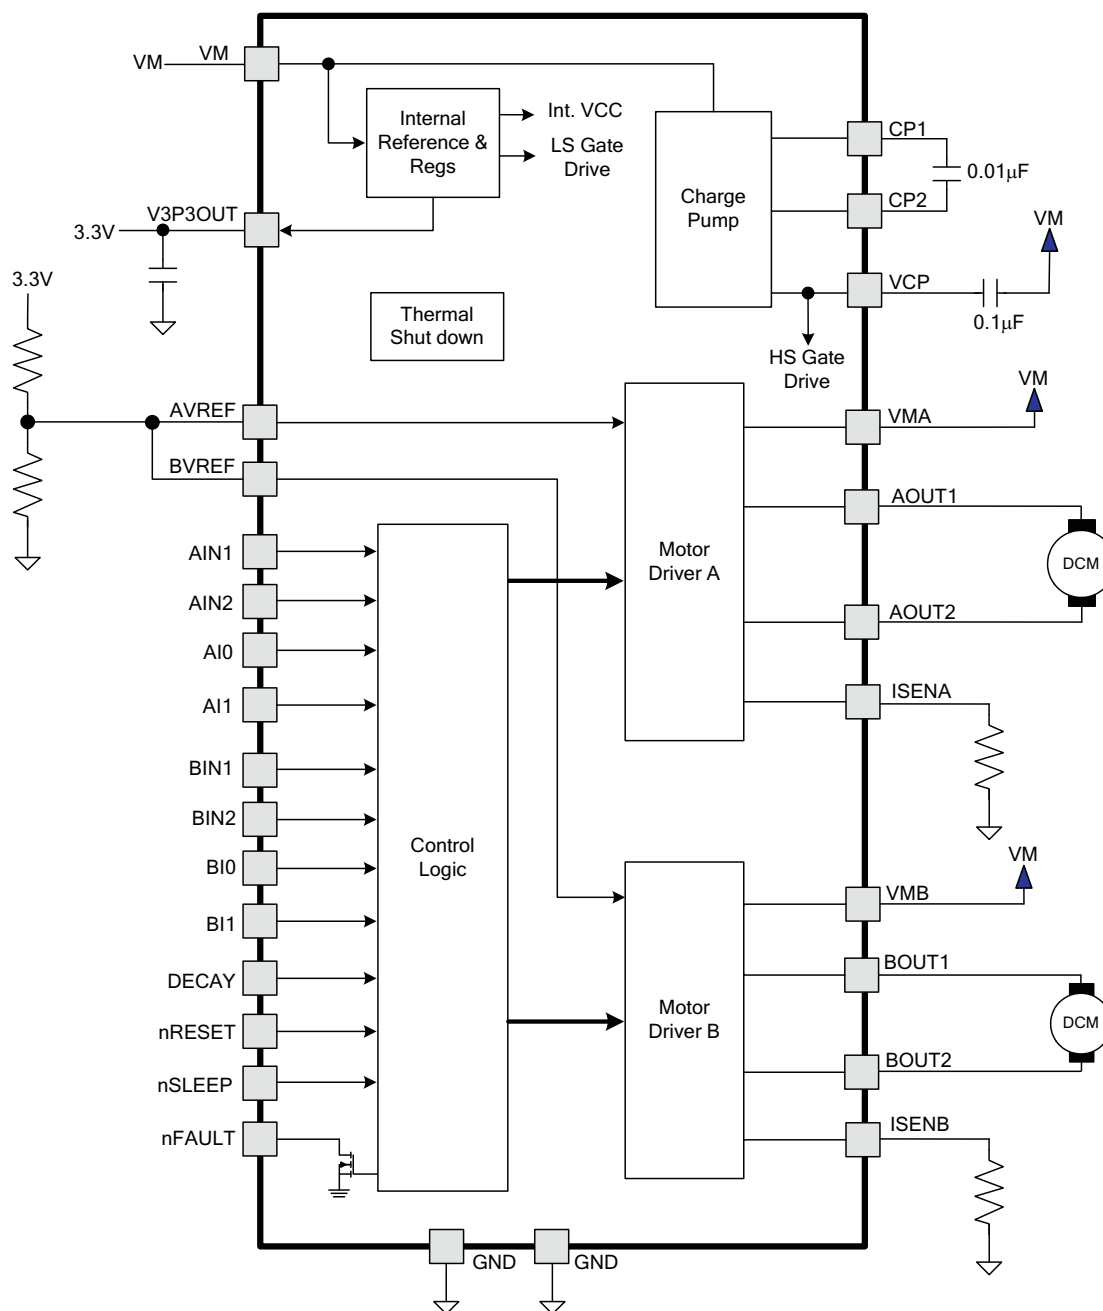 VM
VM
Internal
Reference &
Regs
Int. VCC
LS Gate
Drive
Charge
Pump
CP1
0.01μF
CP2
VM
VCP
0.1μF
HS Gate
Drive
V3P3OUT
3.3V
3.3V
Thermal
Shut down
AVREF
BVREF
AIN1
AIN2
AI0
AI1
BIN1
BIN2
BI0
BI1
DECAY
nRESET
nSLEEP
nFAULT
Control
Logic
Motor
Driver A
VM
VMA
AOUT1
DCM
AOUT2
ISENA
Motor
Driver B
VM
VMB
BOUT1
DCM
BOUT2
ISENB
GND
GND